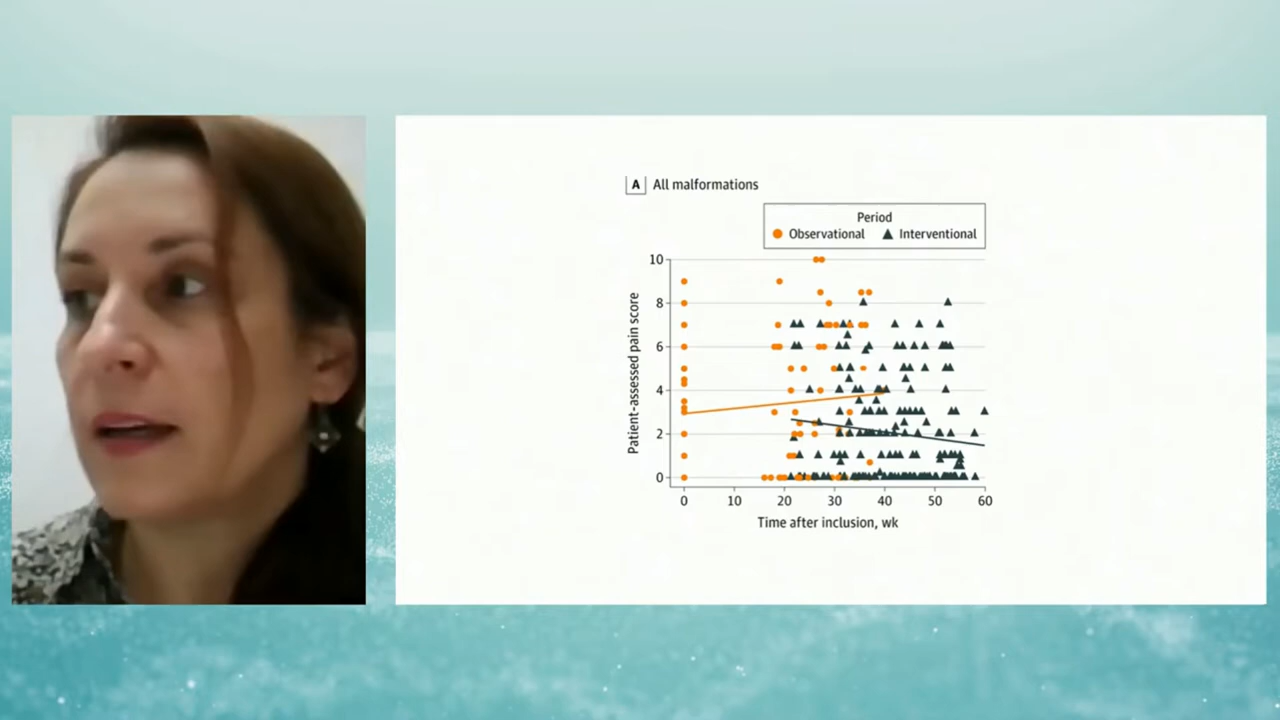 A All malformations
Period
Observational Interventional
10
8
6
4
2
0
Patient-assessed pain score
0 10 20 30 40 50 60
Time after inclusion, wk